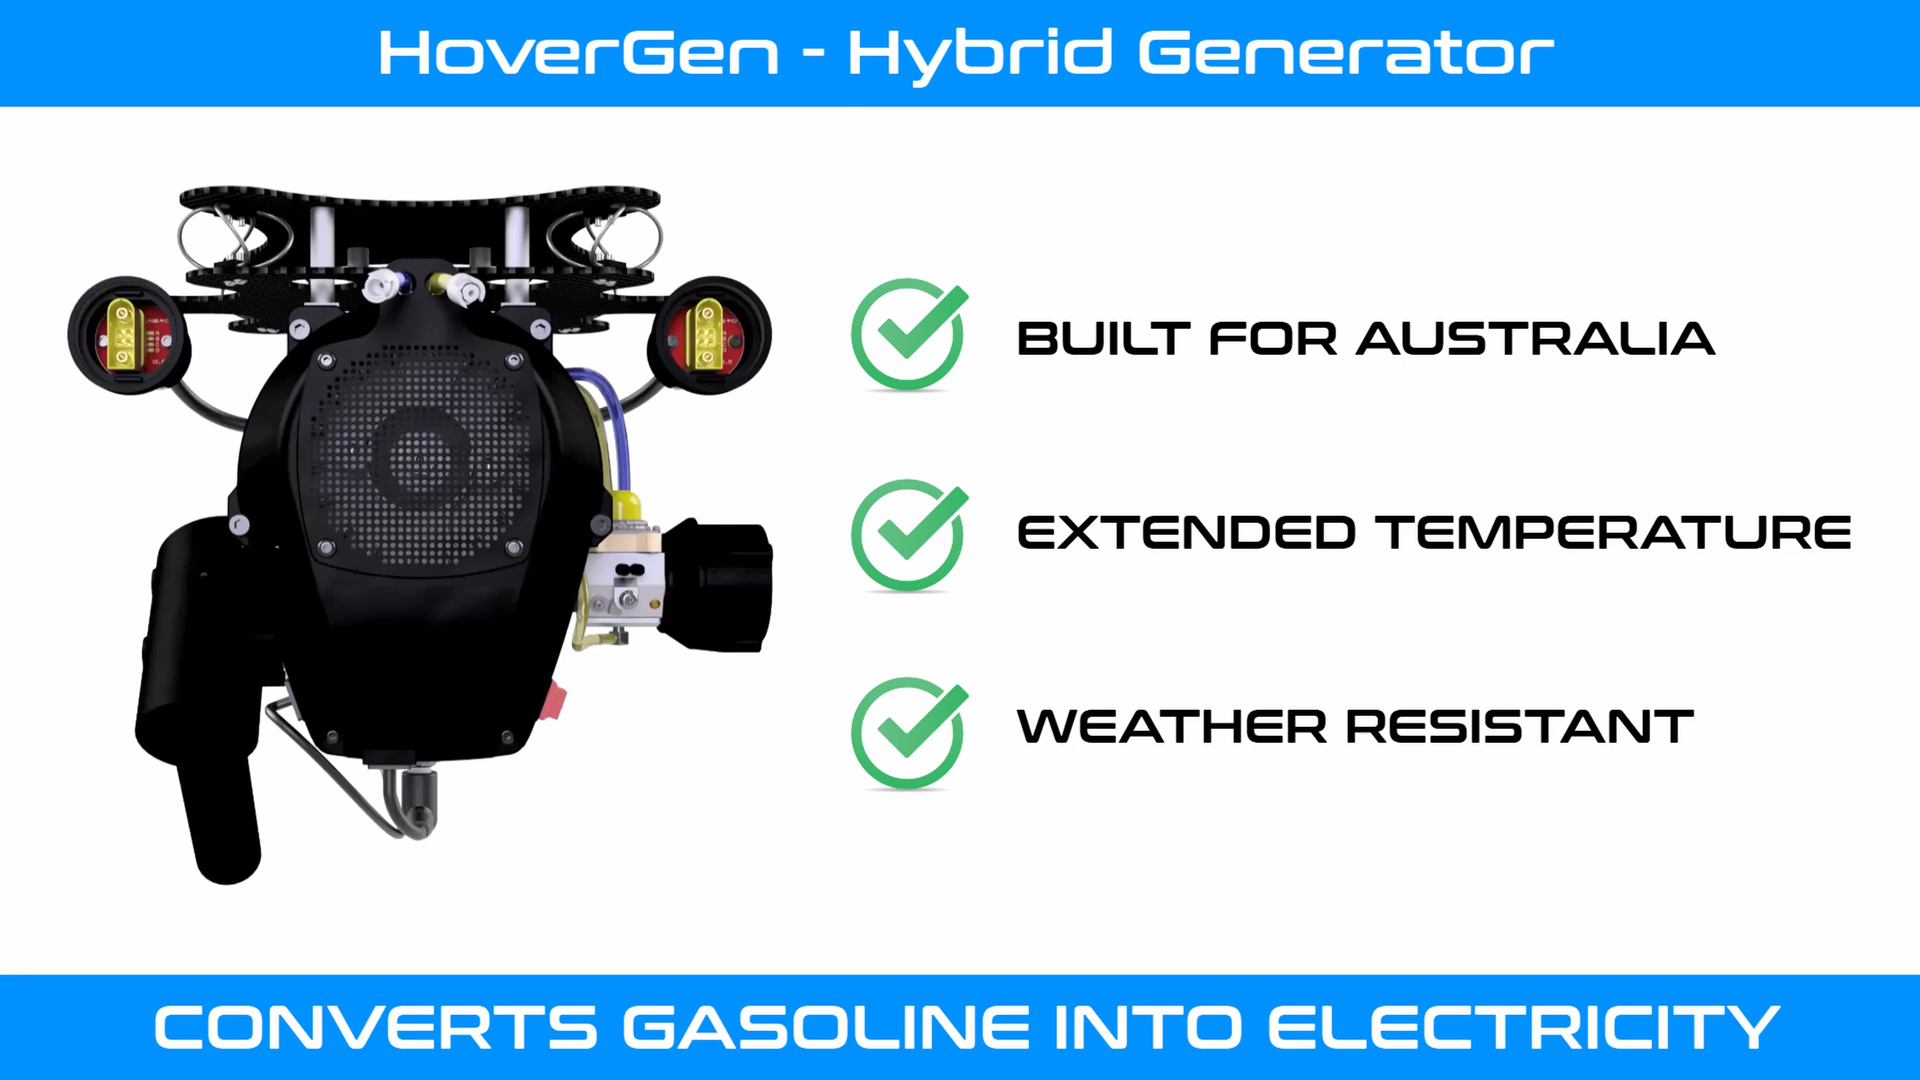 HoverGen - Hybrid Generator
BUILT FOR AUSTRALIA
EXTENDED TEMPERATURE
WEATHER RESISTANT
CONVERTS GASOLINE INTO ELECTRICITY